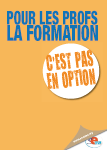 POUR LES PROFS
LA FORMATION
C'EST PAS
EN OPTION